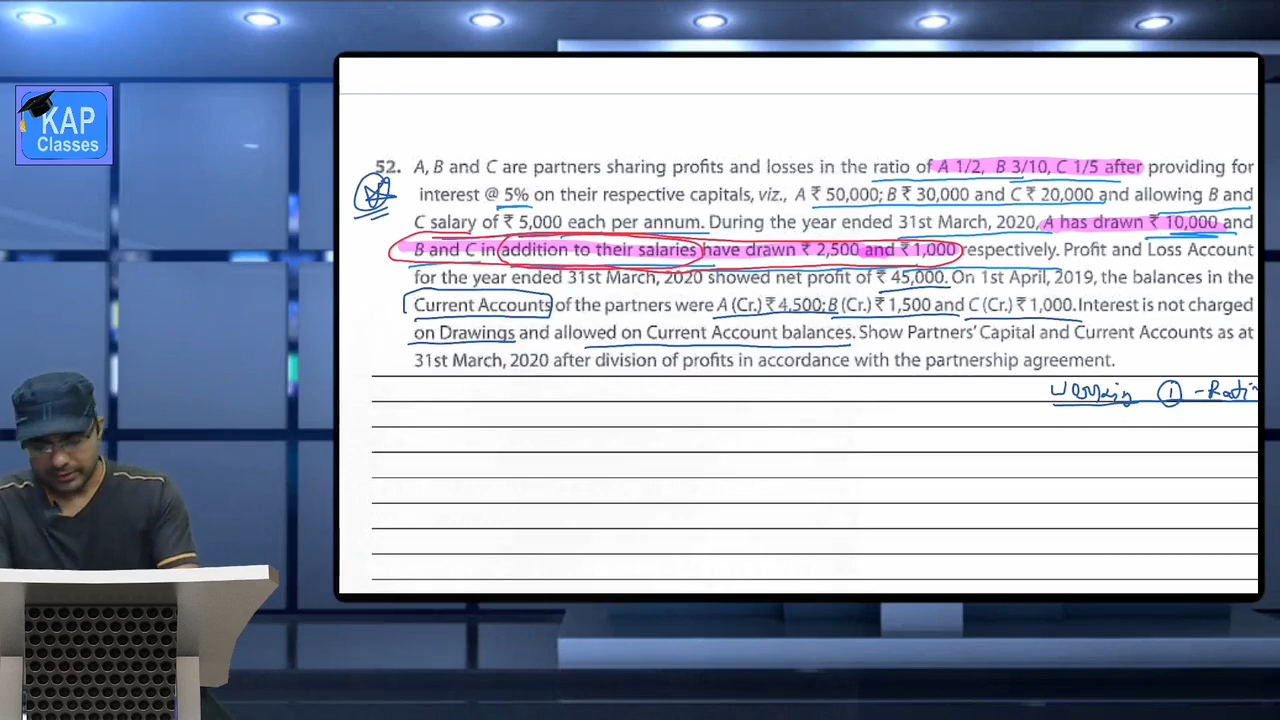 KAP
Classes
52. A, B and C are partners sharing profits and losses in the ratio of A 1/2, B 3/10, C 1/5 after providing for
interest @ 5% on their respective capitals, viz., A ₹ 50,000; B ₹ 30,000 and C ₹ 20,000 and allowing B and
C salary of ₹ 5,000 each per annum. During the year ended 31st March, 2020, A has drawn ₹ 10,000 and
B and C in addition to their salaries have drawn ₹ 2,500 and ₹ 1,000 respectively. Profit and Loss Account
for the year ended 31st March, 2020 showed net profit of ₹ 45,000. On 1st April, 2019, the balances in the
Current Accounts of the partners were A (Cr.) ₹ 4,500; B (Cr.) ₹ 1,500 and C (Cr.) ₹ 1,000. Interest is not charged
on Drawings and allowed on Current Account balances. Show Partners' Capital and Current Accounts as at
31st March, 2020 after division of profits in accordance with the partnership agreement.
Working ① - Rati